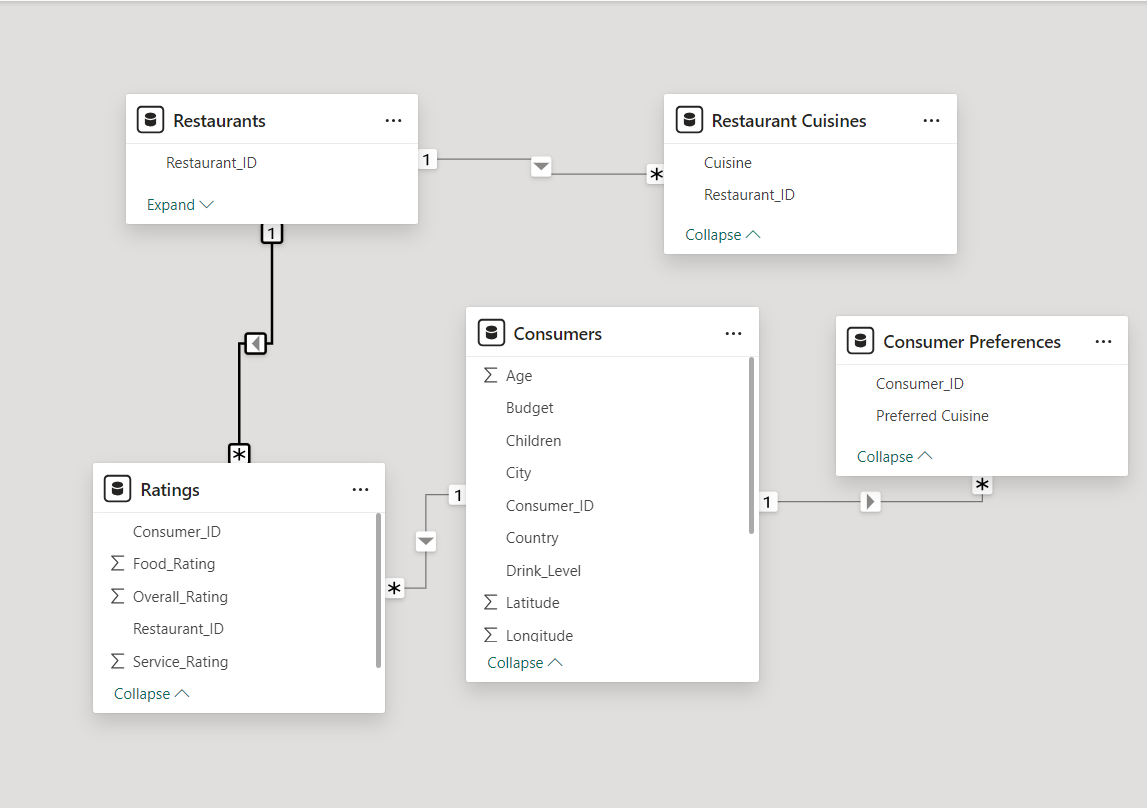 Restaurants
Restaurant_ID
Expand
1
*
Restaurant Cuisines
Cuisine
Restaurant_ID
Collapse
1
*
Ratings
Consumer_ID
Food_Rating
Overall_Rating
Restaurant_ID
Service_Rating
Collapse
*
1
Consumers
Age
Budget
Children
City
Consumer_ID
Country
Drink_Level
Latitude
Longitude
Collapse
1
*
Consumer Preferences
Consumer_ID
Preferred Cuisine
Collapse